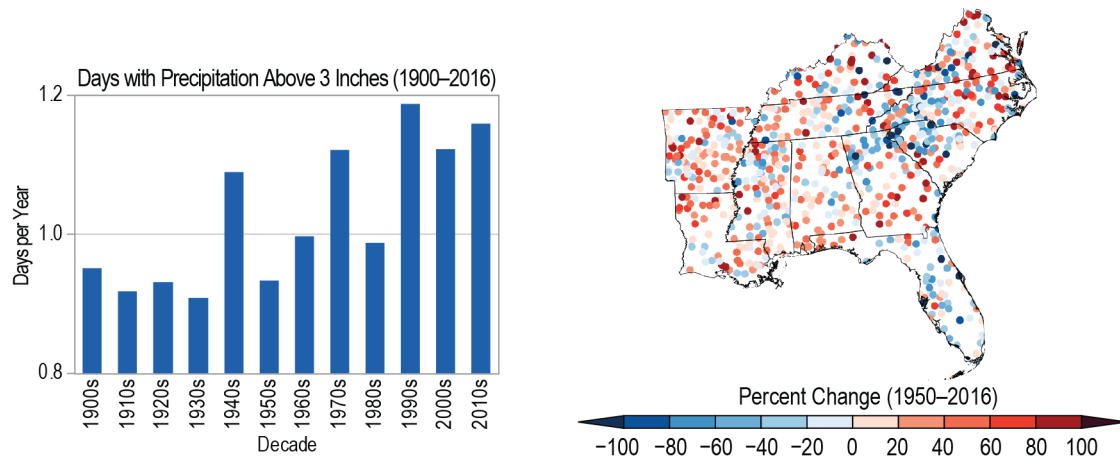 Days with Precipitation Above 3 Inches (1900–2016)
Days per Year
1.2
1.0
0.8
1900s
1910s
1920s
1930s
1940s
1950s
1960s
1970s
1980s
1990s
2000s
2010s
Decade
Percent Change (1950–2016)
−100 −80 −60 −40 −20 0 20 40 60 80 100